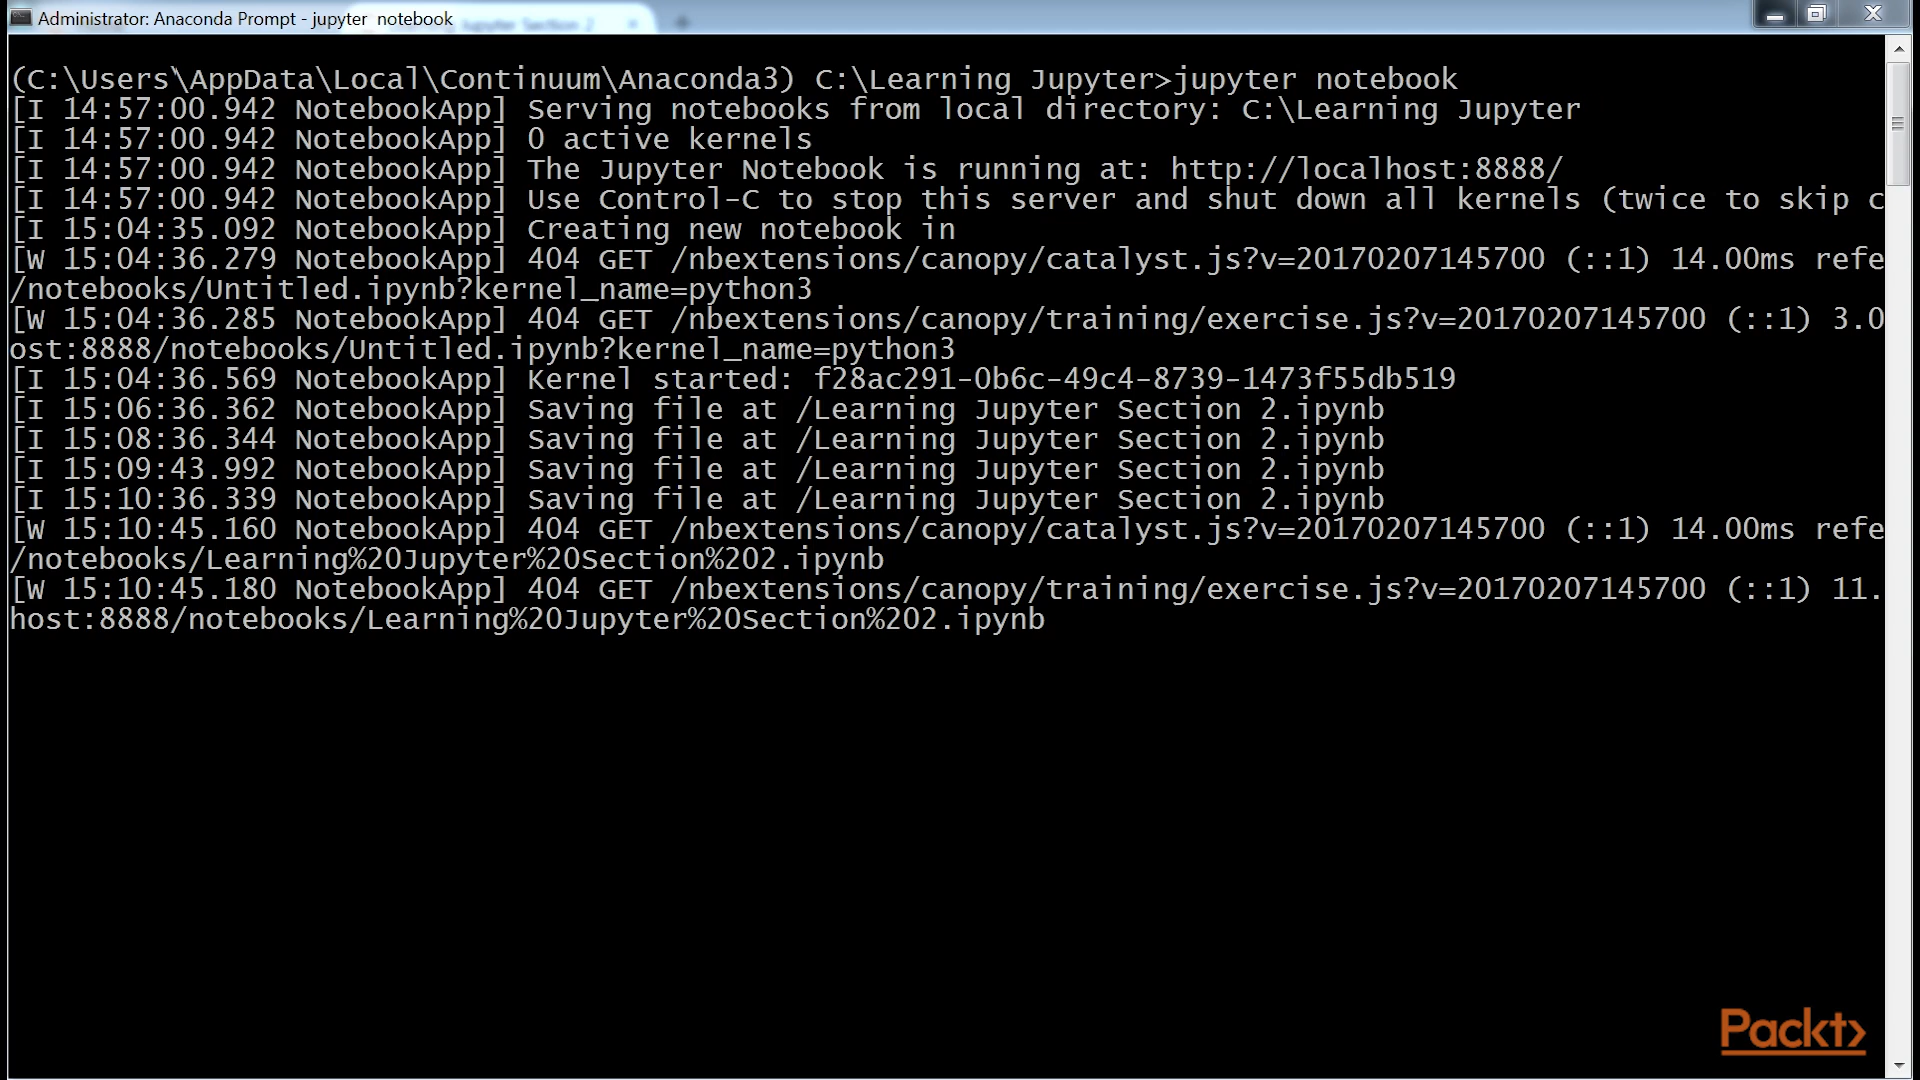 Administrator: Anaconda Prompt - jupyter  notebook
Jupyter Section 2
(C:\Users\AppData\Local\Continuum\Anaconda3) C:\Learning Jupyter>jupyter notebook
[I 14:57:00.942 NotebookApp] Serving notebooks from local directory: C:\Learning Jupyter
[I 14:57:00.942 NotebookApp] 0 active kernels
[I 14:57:00.942 NotebookApp] The Jupyter Notebook is running at: http://localhost:8888/
[I 14:57:00.942 NotebookApp] Use Control-C to stop this server and shut down all kernels (twice to skip c
[I 15:04:35.092 NotebookApp] Creating new notebook in
[W 15:04:36.279 NotebookApp] 404 GET /nbextensions/canopy/catalyst.js?v=20170207145700 (::1) 14.00ms refe
/notebooks/Untitled.ipynb?kernel_name=python3
[W 15:04:36.285 NotebookApp] 404 GET /nbextensions/canopy/training/exercise.js?v=20170207145700 (::1) 3.0
ost:8888/notebooks/Untitled.ipynb?kernel_name=python3
[I 15:04:36.569 NotebookApp] Kernel started: f28ac291-0b6c-49c4-8739-1473f55db519
[I 15:06:36.362 NotebookApp] Saving file at /Learning Jupyter Section 2.ipynb
[I 15:08:36.344 NotebookApp] Saving file at /Learning Jupyter Section 2.ipynb
[I 15:09:43.992 NotebookApp] Saving file at /Learning Jupyter Section 2.ipynb
[I 15:10:36.339 NotebookApp] Saving file at /Learning Jupyter Section 2.ipynb
[W 15:10:45.160 NotebookApp] 404 GET /nbextensions/canopy/catalyst.js?v=20170207145700 (::1) 14.00ms refe
/notebooks/Learning%20Jupyter%20Section%202.ipynb
[W 15:10:45.180 NotebookApp] 404 GET /nbextensions/canopy/training/exercise.js?v=20170207145700 (::1) 11.
host:8888/notebooks/Learning%20Jupyter%20Section%202.ipynb
Packt>